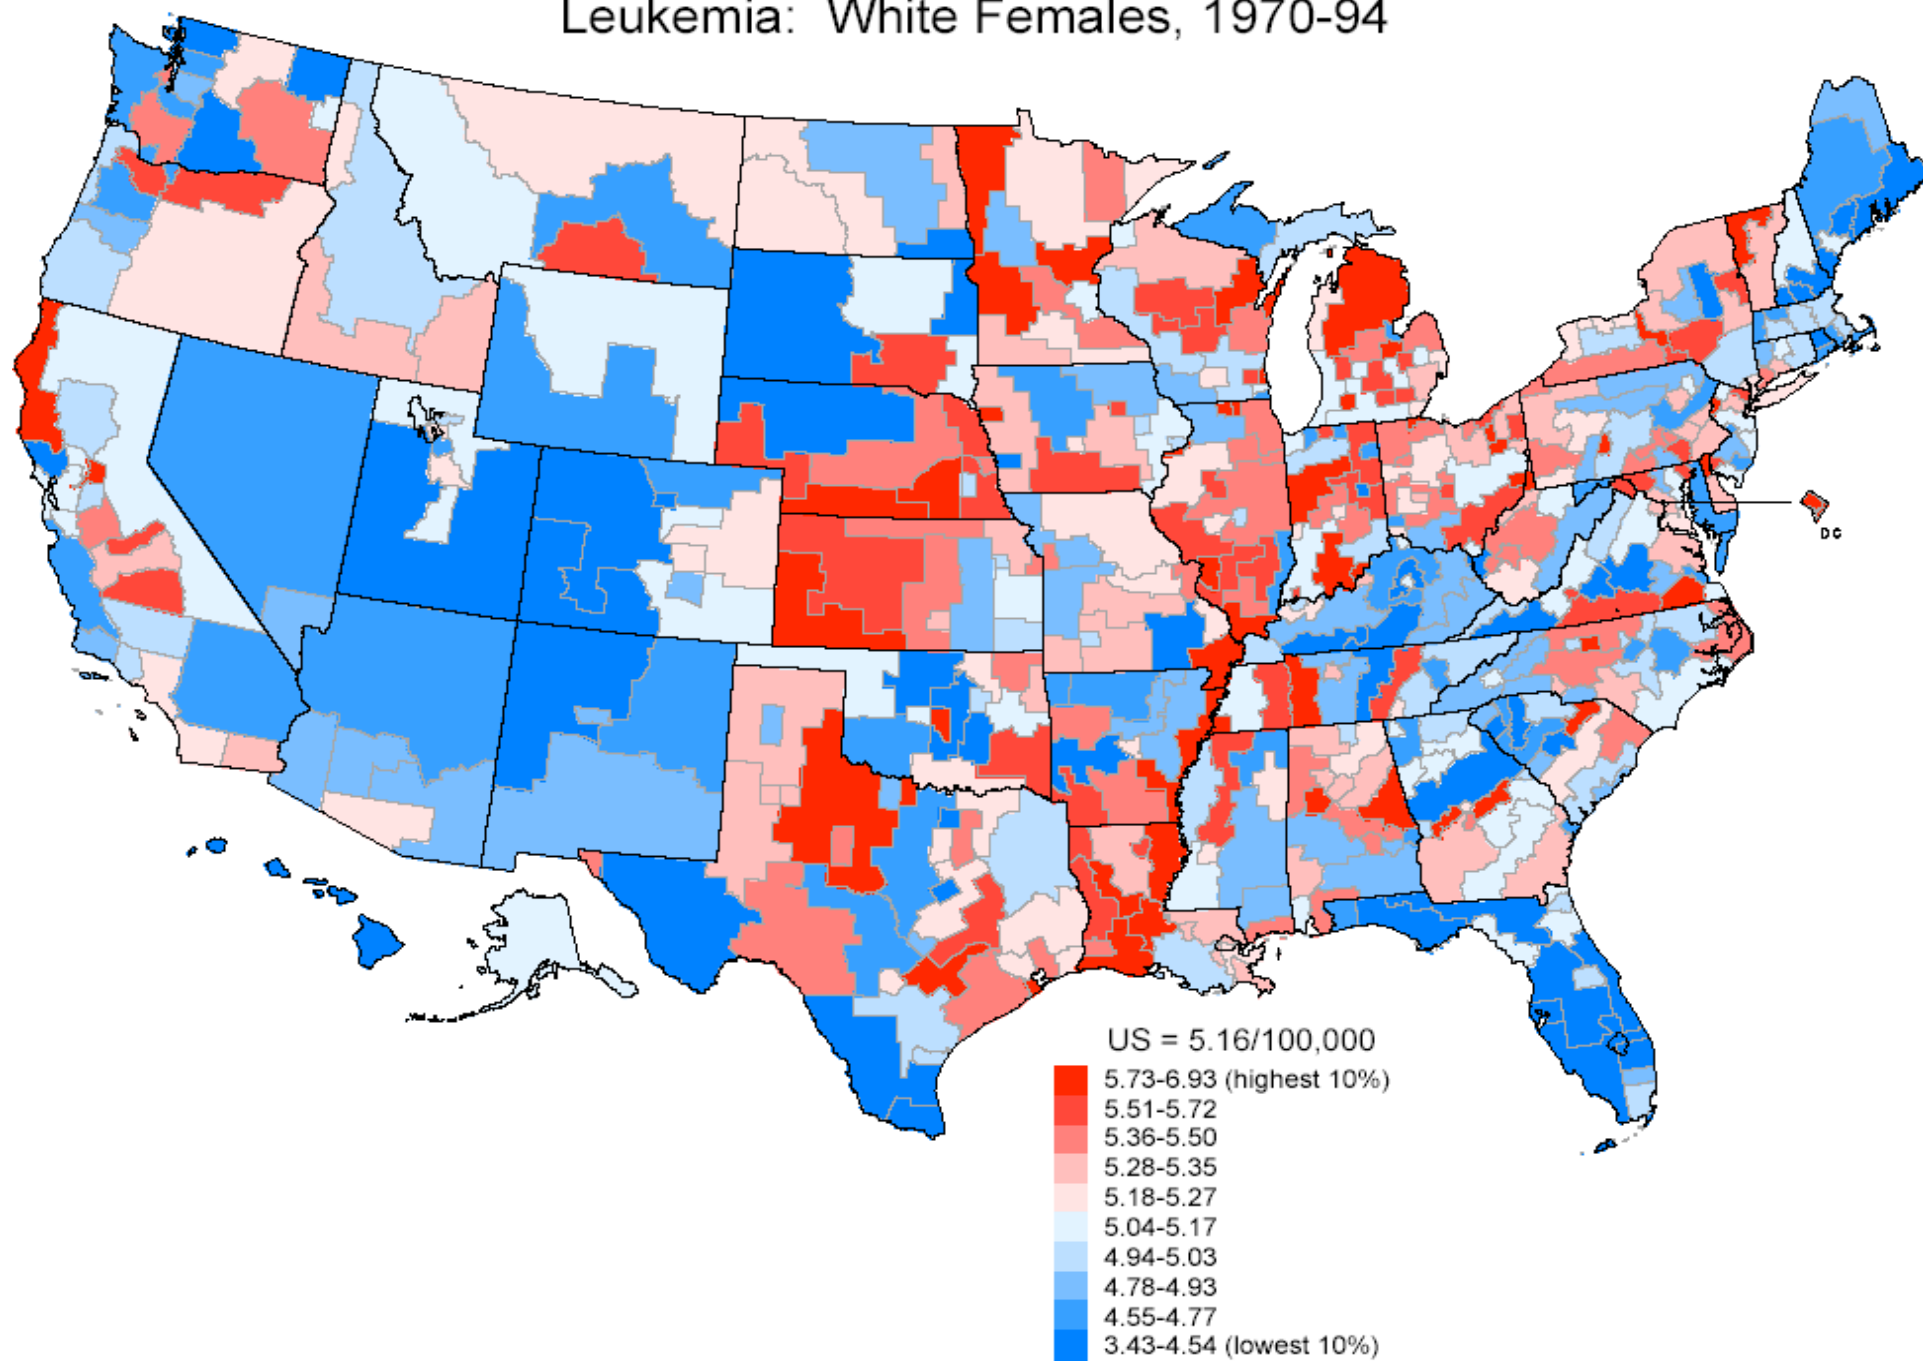 Leukemia: White Females, 1970-94
DC
US = 5.16/100,000
5.73-6.93 (highest 10%)
5.51-5.72
5.36-5.50
5.28-5.35
5.18-5.27
5.04-5.17
4.94-5.03
4.78-4.93
4.55-4.77
3.43-4.54 (lowest 10%)